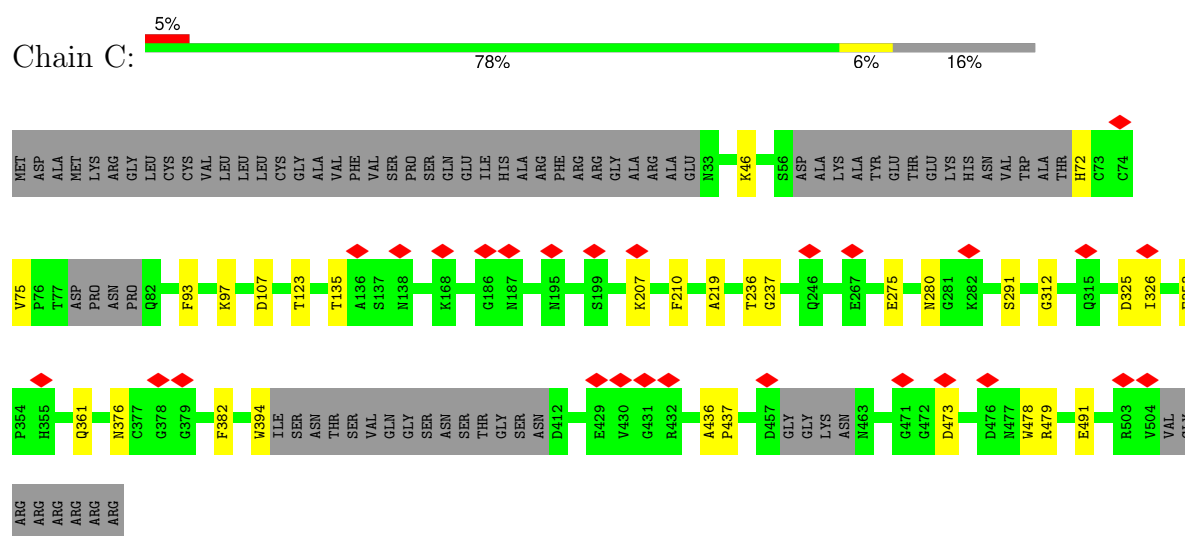 5%
Chain C:
78% 6% 16%
MET ASP ALA MET LYS ARG GLY LEU CYS CYS VAL LEU LEU LEU CYS GLY ALA VAL PHE VAL SER PRO SER GLN GLU ILE HIS ALA ARG PHE ARG ARG GLY ALA ARG ALA GLU N33 K46 S56 ASP ALA LYS ALA TYR GLU THR GLU LYS HIS ASN VAL TRP ALA THR H72 C73 C74
V75 P76 T77 ASP PRO ASN PRO Q82 F93 K97 D107 T123 T135 A136 S137 N138 K168 G186 N187 N195 S199 K207 F210 A219 T236 G237 Q246 E267 E275 N280 G281 K282 S291 G312 Q315 D325 I326
P354 H355 Q361 N376 C377 G378 G379 F382 W394 ILE SER ASN THR SER VAL GLN GLY SER ASN SER THR GLY SER ASN D412 E429 V430 G431 R432 A436 P437 D457 GLY GLY LYS ASN N463 G471 G472 D473 D476 N477 W478 R479 E491 R503 V504 VAL
ARG ARG ARG ARG ARG ARG